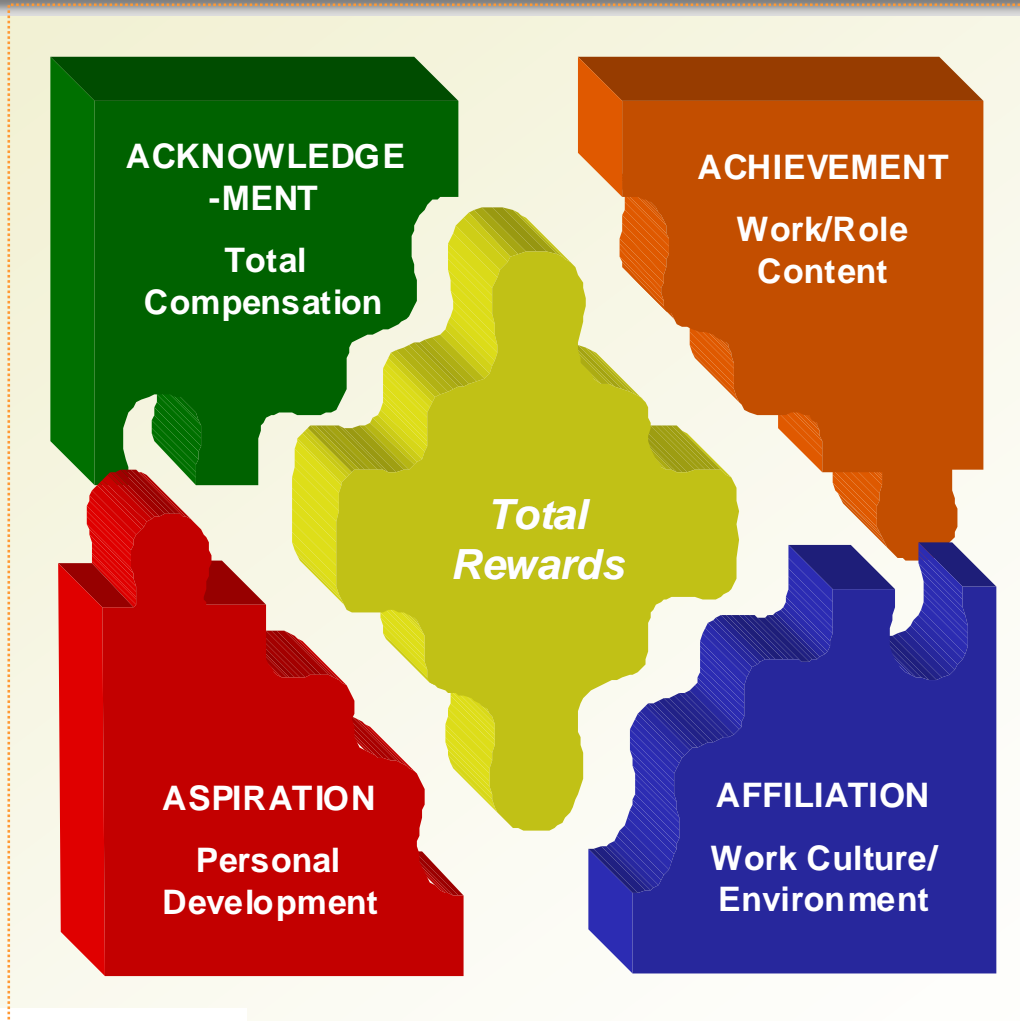 ACKNOWLEDGE
-MENT
Total
Compensation
ACHIEVEMENT
Work/Role
Content
Total
Rewards
ASPIRATION
Personal
Development
AFFILIATION
Work Culture/
Environment